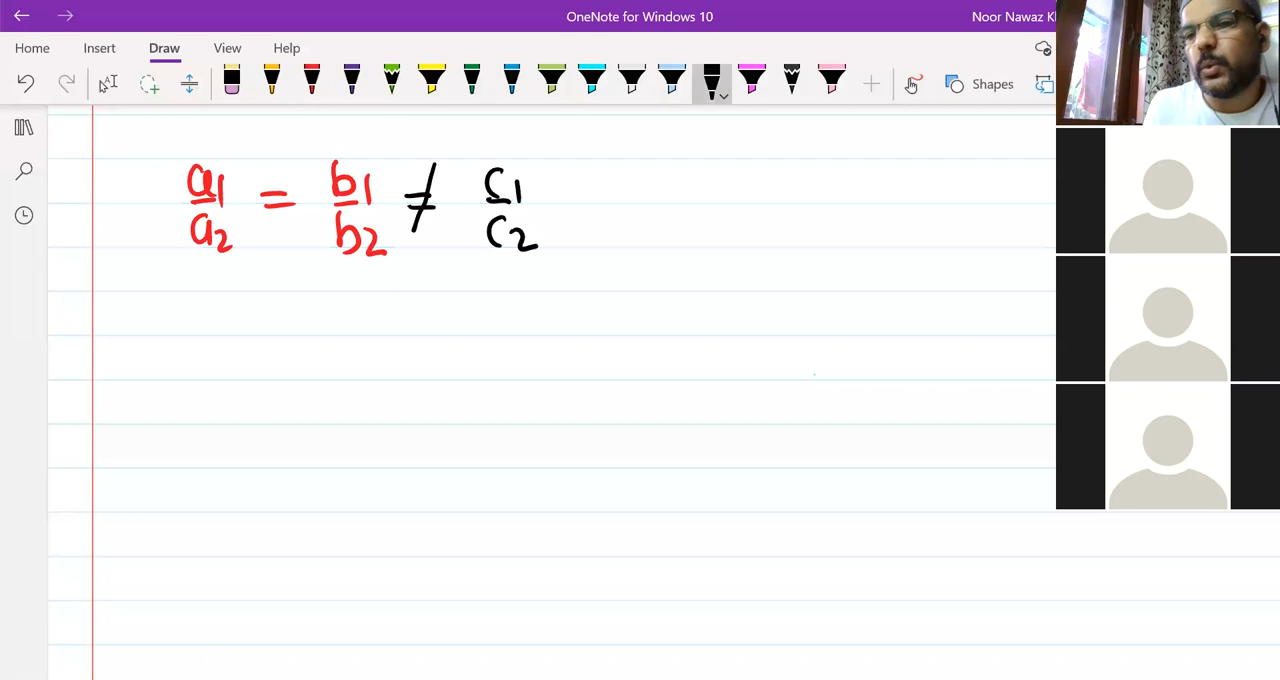 OneNote for Windows 10
Noor Nawaz Kh
Home Insert Draw View Help
Shapes
a1/a2 = b1/b2 ≠ c1/c2